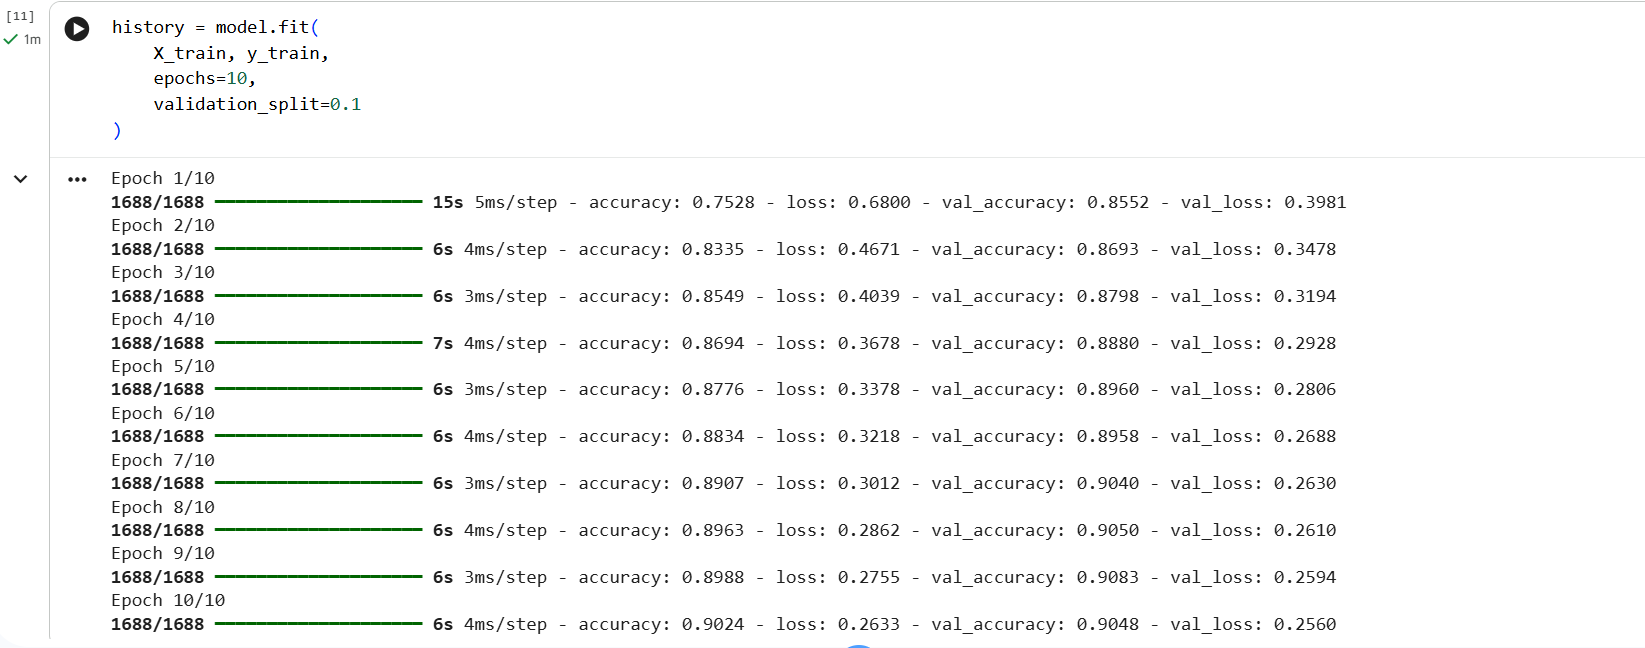 [11]
1m
history = model.fit(
    X_train, y_train,
    epochs=10,
    validation_split=0.1
)
Epoch 1/10
1688/1688 15s 5ms/step - accuracy: 0.7528 - loss: 0.6800 - val_accuracy: 0.8552 - val_loss: 0.3981
Epoch 2/10
1688/1688 6s 4ms/step - accuracy: 0.8335 - loss: 0.4671 - val_accuracy: 0.8693 - val_loss: 0.3478
Epoch 3/10
1688/1688 6s 3ms/step - accuracy: 0.8549 - loss: 0.4039 - val_accuracy: 0.8798 - val_loss: 0.3194
Epoch 4/10
1688/1688 7s 4ms/step - accuracy: 0.8694 - loss: 0.3678 - val_accuracy: 0.8880 - val_loss: 0.2928
Epoch 5/10
1688/1688 6s 3ms/step - accuracy: 0.8776 - loss: 0.3378 - val_accuracy: 0.8960 - val_loss: 0.2806
Epoch 6/10
1688/1688 6s 4ms/step - accuracy: 0.8834 - loss: 0.3218 - val_accuracy: 0.8958 - val_loss: 0.2688
Epoch 7/10
1688/1688 6s 3ms/step - accuracy: 0.8907 - loss: 0.3012 - val_accuracy: 0.9040 - val_loss: 0.2630
Epoch 8/10
1688/1688 6s 4ms/step - accuracy: 0.8963 - loss: 0.2862 - val_accuracy: 0.9050 - val_loss: 0.2610
Epoch 9/10
1688/1688 6s 3ms/step - accuracy: 0.8988 - loss: 0.2755 - val_accuracy: 0.9083 - val_loss: 0.2594
Epoch 10/10
1688/1688 6s 4ms/step - accuracy: 0.9024 - loss: 0.2633 - val_accuracy: 0.9048 - val_loss: 0.2560